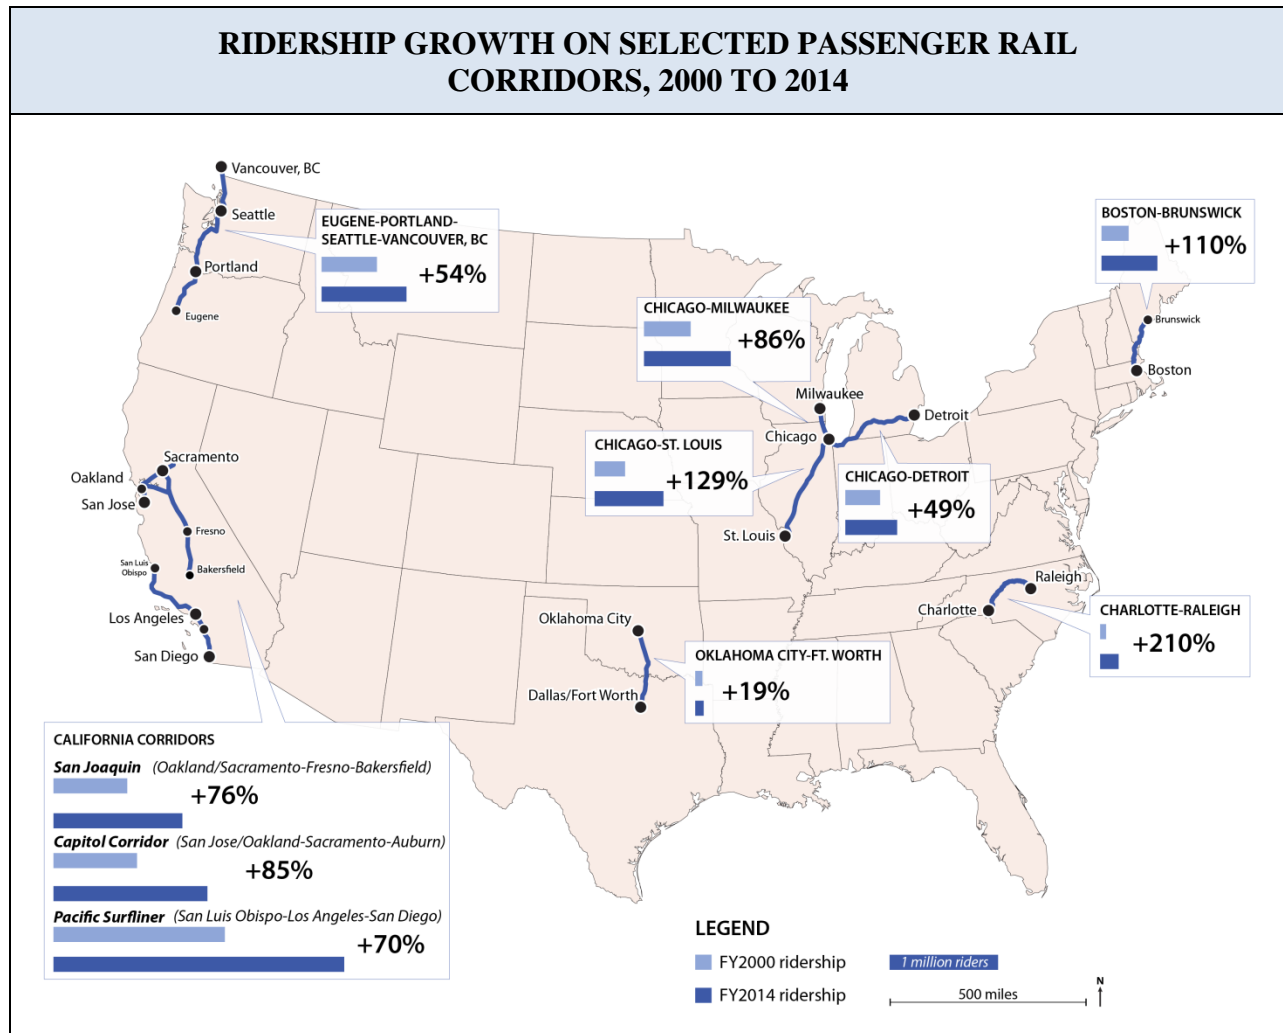 RIDERSHIP GROWTH ON SELECTED PASSENGER RAIL
CORRIDORS, 2000 TO 2014
Vancouver, BC
Seattle
Portland
Eugene
EUGENE-PORTLAND-
SEATTLE-VANCOUVER, BC
+54%
BOSTON-BRUNSWICK
+110%
Brunswick
Boston
CHICAGO-MILWAUKEE
+86%
Milwaukee
Chicago
Detroit
CHICAGO-ST. LOUIS
+129%
St. Louis
CHICAGO-DETROIT
+49%
Sacramento
Oakland
San Jose
Fresno
San Luis
Obispo
Bakersfield
Los Angeles
San Diego
Oklahoma City
Dallas/Fort Worth
OKLAHOMA CITY-FT. WORTH
+19%
Raleigh
Charlotte
CHARLOTTE-RALEIGH
+210%
CALIFORNIA CORRIDORS
San Joaquin (Oakland/Sacramento-Fresno-Bakersfield)
+76%
Capitol Corridor (San Jose/Oakland-Sacramento-Auburn)
+85%
Pacific Surfliner (San Luis Obispo-Los Angeles-San Diego)
+70%
LEGEND
FY2000 ridership
1 million riders
FY2014 ridership
500 miles
N